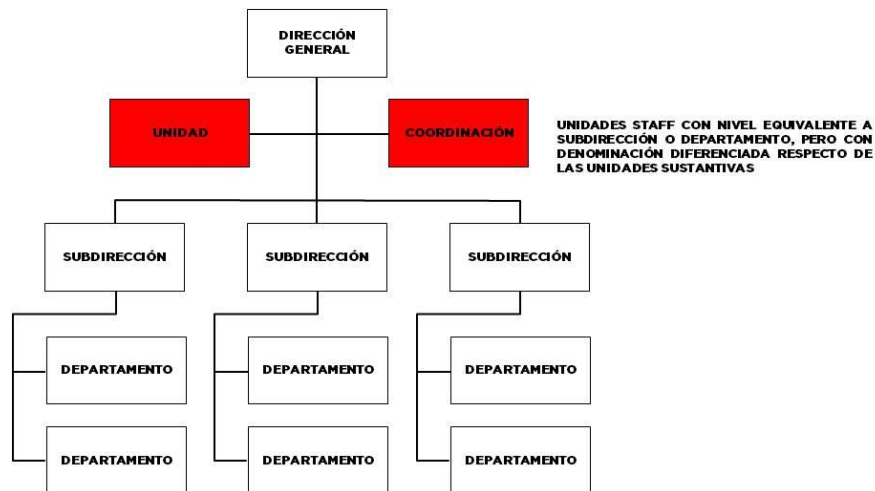 DIRECCIÓN
GENERAL
UNIDAD
COORDINACIÓN
UNIDADES STAFF CON NIVEL EQUIVALENTE A
SUBDIRECCIÓN O DEPARTAMENTO, PERO CON
DENOMINACIÓN DIFERENCIADA RESPECTO DE
LAS UNIDADES SUSTANTIVAS
SUBDIRECCIÓN
SUBDIRECCIÓN
SUBDIRECCIÓN
DEPARTAMENTO
DEPARTAMENTO
DEPARTAMENTO
DEPARTAMENTO
DEPARTAMENTO
DEPARTAMENTO